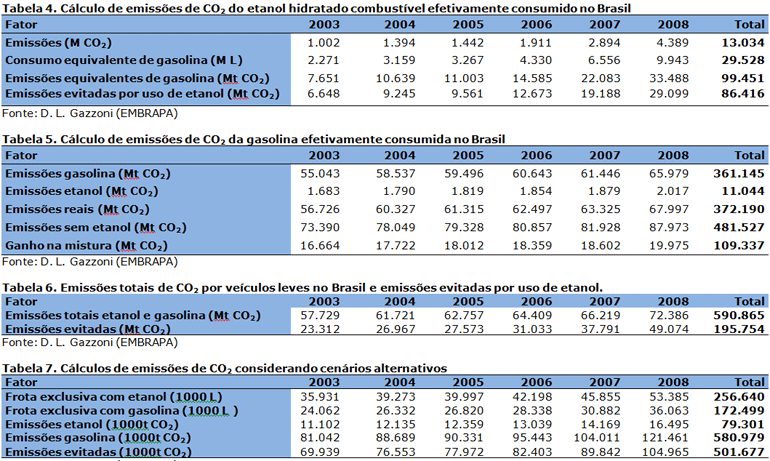 Tabela 4. Cálculo de emissões de CO₂ do etanol hidratado combustível efetivamente consumido no Brasil
Fator 2003 2004 2005 2006 2007 2008 Total
Emissões (M CO₂) 1.002 1.394 1.442 1.911 2.894 4.389 13.034
Consumo equivalente de gasolina (M L) 2.271 3.159 3.267 4.330 6.556 9.943 29.528
Emissões equivalentes de gasolina (Mt CO₂) 7.651 10.639 11.003 14.585 22.083 33.488 99.451
Emissões evitadas por uso de etanol (Mt CO₂) 6.648 9.245 9.561 12.673 19.188 29.099 86.416
Fonte: D. L. Gazzoni (EMBRAPA)
Tabela 5. Cálculo de emissões de CO₂ da gasolina efetivamente consumida no Brasil
Fator 2003 2004 2005 2006 2007 2008 Total
Emissões gasolina (Mt CO₂) 55.043 58.537 59.496 60.643 61.446 65.979 361.145
Emissões etanol (Mt CO₂) 1.683 1.790 1.819 1.854 1.879 2.017 11.044
Emissões reais (Mt CO₂) 56.726 60.327 61.315 62.497 63.325 67.997 372.190
Emissões sem etanol (Mt CO₂) 73.390 78.049 79.328 80.857 81.928 87.973 481.527
Ganho na mistura (Mt CO₂) 16.664 17.722 18.012 18.359 18.602 19.975 109.337
Fonte: D. L. Gazzoni (EMBRAPA)
Tabela 6. Emissões totais de CO₂ por veículos leves no Brasil e emissões evitadas por uso de etanol.
Fator 2003 2004 2005 2006 2007 2008 Total
Emissões totais etanol e gasolina (Mt CO₂) 57.729 61.721 62.757 64.409 66.219 72.386 590.865
Emissões evitadas (Mt CO₂) 23.312 26.967 27.573 31.033 37.791 49.074 195.754
Fonte: D. L. Gazzoni (EMBRAPA)
Tabela 7. Cálculos de emissões de CO₂ considerando cenários alternativos
Fator 2003 2004 2005 2006 2007 2008 Total
Frota exclusiva com etanol (1000 L) 35.931 39.273 39.997 42.198 45.855 53.385 256.640
Frota exclusiva com gasolina (1000 L ) 24.062 26.332 26.820 28.338 30.882 36.063 172.499
Emissões etanol (1000t CO₂) 11.102 12.135 12.359 13.039 14.169 16.495 79.301
Emissões gasolina (1000t CO₂) 81.042 88.689 90.331 95.443 104.011 121.461 580.979
Emissões evitadas (1000t CO₂) 69.939 76.553 77.972 82.403 89.842 104.965 501.677